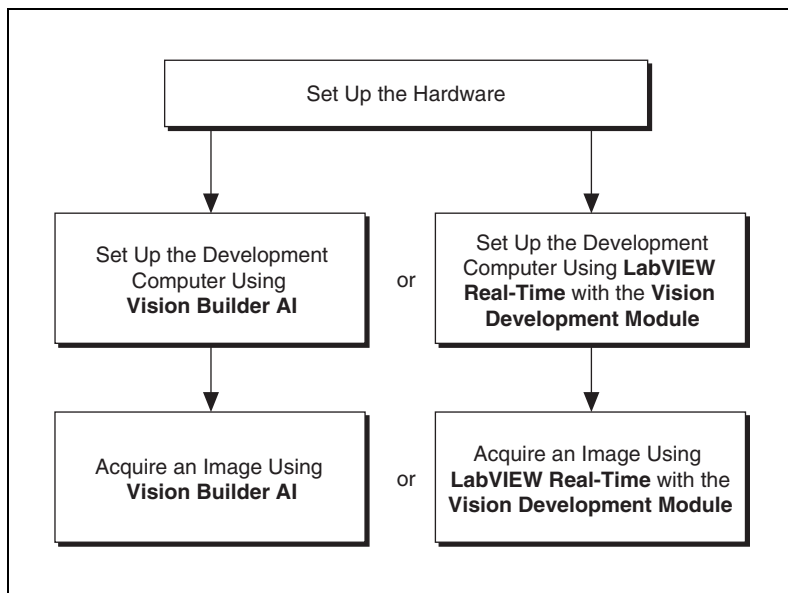 Set Up the Hardware
Set Up the Development
Computer Using
Vision Builder AI
or
Set Up the Development
Computer Using LabVIEW
Real-Time with the Vision
Development Module
Acquire an Image Using
Vision Builder AI
or
Acquire an Image Using
LabVIEW Real-Time with the
Vision Development Module